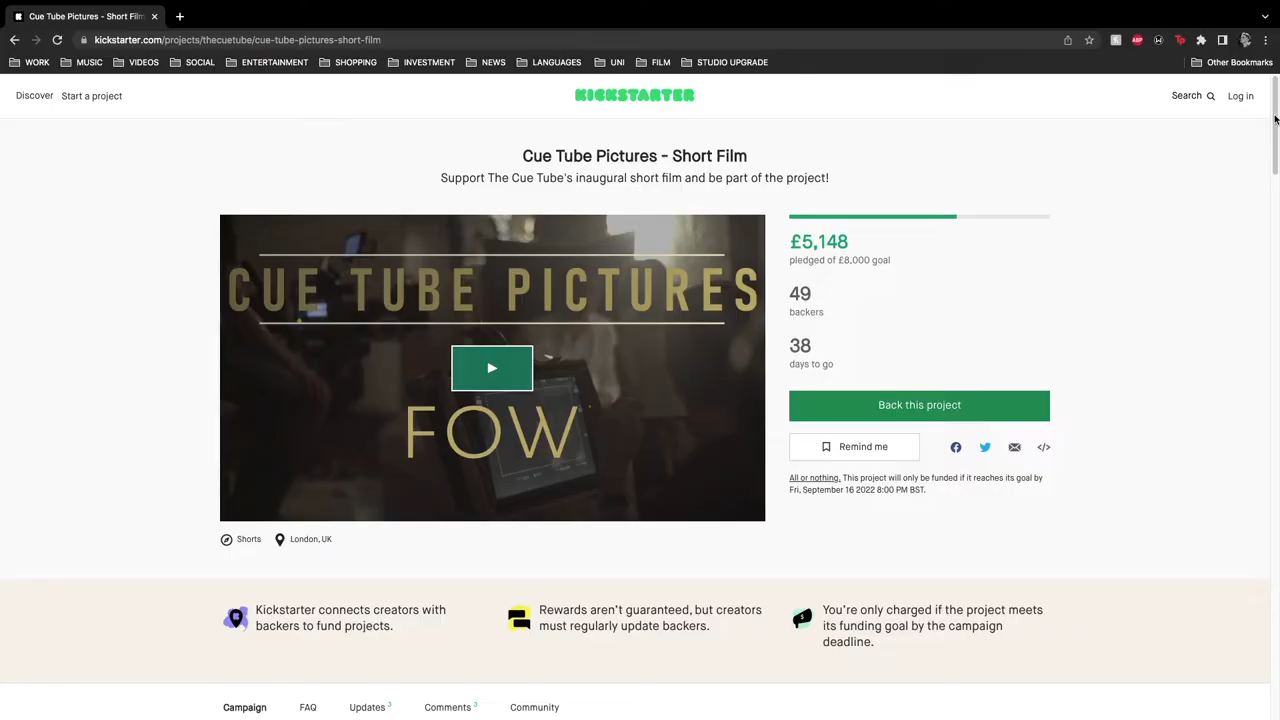 Cue Tube Pictures - Short Film
kickstarter.com/projects/thecuetube/cue-tube-pictures-short-film
ABP
WORK MUSIC VIDEOS SOCIAL ENTERTAINMENT SHOPPING INVESTMENT NEWS LANGUAGES UNI FILM STUDIO UPGRADE Other Bookmarks
Discover Start a project KICKSTARTER Search Log in
Cue Tube Pictures - Short Film
Support The Cue Tube's inaugural short film and be part of the project!
CUE TUBE PICTURES
FOW
£5,148
pledged of £8,000 goal
49
backers
38
days to go
Back this project
Remind me
All or nothing. This project will only be funded if it reaches its goal by
Fri, September 16 2022 8:00 PM BST.
Shorts London, UK
Kickstarter connects creators with
backers to fund projects.
Rewards aren't guaranteed, but creators
must regularly update backers.
You're only charged if the project meets
its funding goal by the campaign
deadline.
Campaign FAQ Updates 3 Comments 3 Community